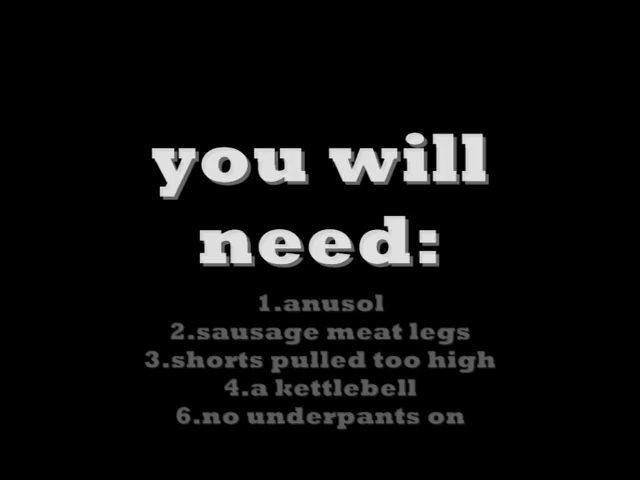 you will
need:
1.anusol
2.sausage meat legs
3.shorts pulled too high
4.a kettlebell
6.no underpants on